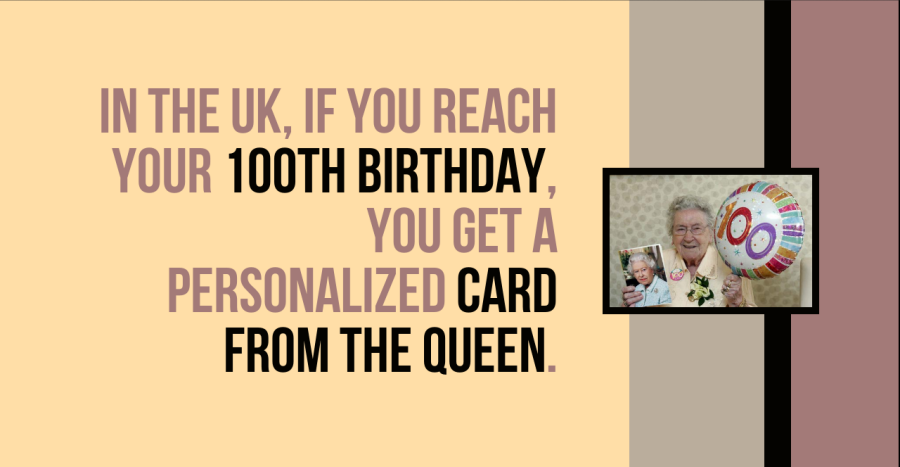 IN THE UK, IF YOU REACH
YOUR 100TH BIRTHDAY,
YOU GET A
PERSONALIZED CARD
FROM THE QUEEN.
100